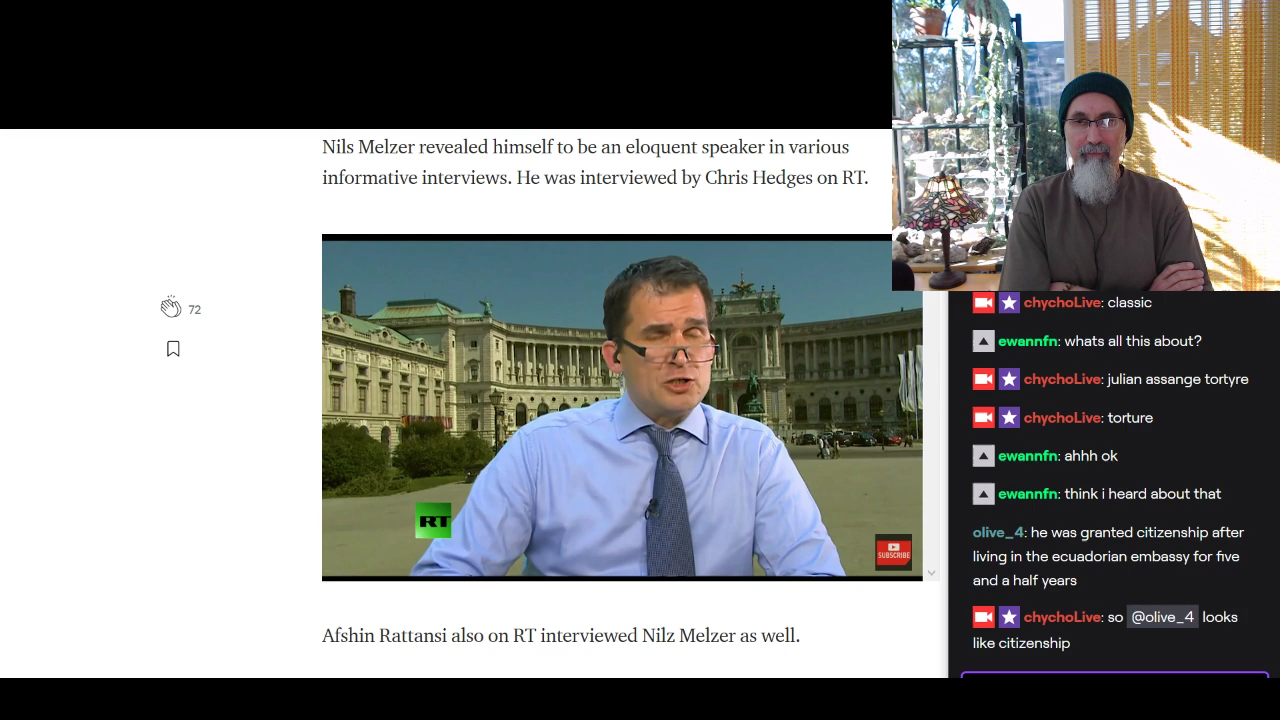 Nils Melzer revealed himself to be an eloquent speaker in various
informative interviews. He was interviewed by Chris Hedges on RT.
72
RT
SUBSCRIBE
Afshin Rattansi also on RT interviewed Nilz Melzer as well.
chychoLive: classic
ewannfn: whats all this about?
chychoLive: julian assange tortyre
chychoLive: torture
ewannfn: ahhh ok
ewannfn: think i heard about that
olive_4: he was granted citizenship after
living in the ecuadorian embassy for five
and a half years
chychoLive: so @olive_4 looks
like citizenship